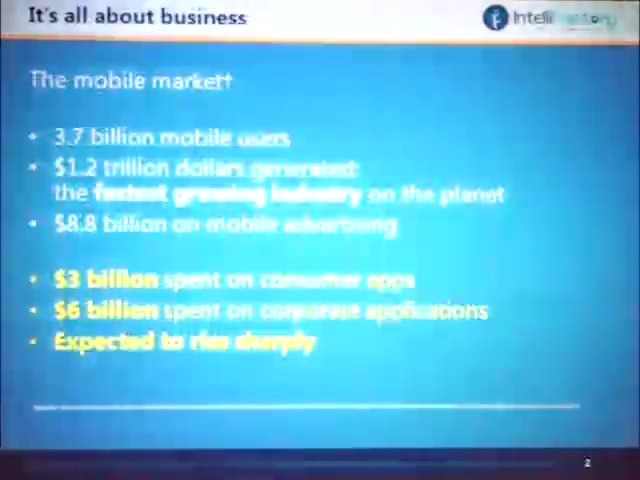 It's all about business
IntelliFactory
The mobile market†
• 3.7 billion mobile users
• $1.2 trillion dollars generated:
the fastest growing industry on the planet
• $8.8 billion on mobile advertising
• $3 billion spent on consumer apps
• $6 billion spent on corporate applications
• Expected to rise sharply
2